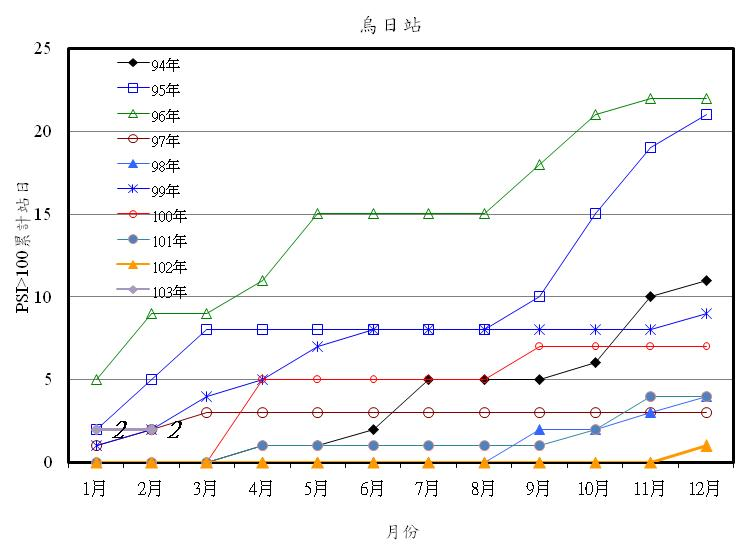 烏日站
25
20
15
10
5
0
PSI>100累計站日
94年
95年
96年
97年
98年
99年
100年
101年
102年
103年
2 2
1月 2月 3月 4月 5月 6月 7月 8月 9月 10月 11月 12月
月份